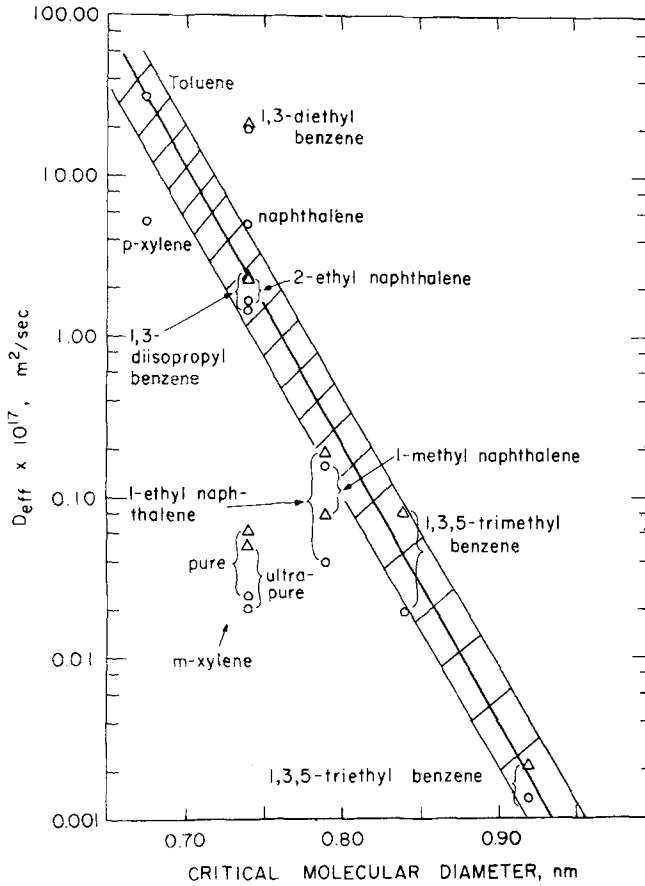 100.00
Toluene
1,3-diethyl
benzene
10.00
naphthalene
p-xylene
2-ethyl naphthalene
1,3-
diisopropyl
benzene
1.00
D_eff x 10^17, m²/sec
1-methyl naphthalene
1-ethyl naph-
thalene
0.10
1,3,5-trimethyl
benzene
pure
ultra-
pure
m-xylene
0.01
1,3,5-triethyl benzene
0.001
0.70
0.80
0.90
CRITICAL MOLECULAR DIAMETER, nm